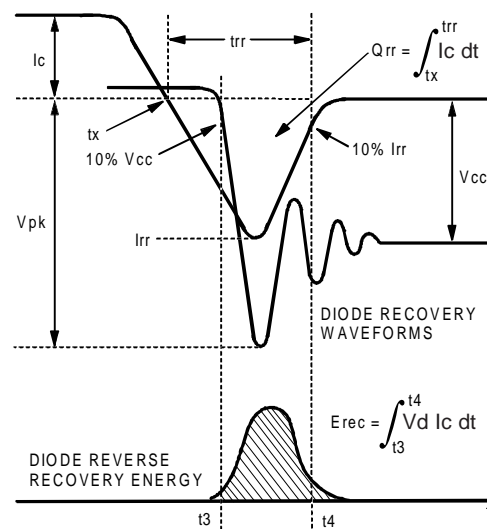 trr
Ic
Qrr = ∫ trr tx Ic dt
tx
10% Vcc
10% Irr
Vcc
Vpk
Irr
DIODE RECOVERY
WAVEFORMS
Erec = ∫ t4 t3 Vd Ic dt
DIODE REVERSE
RECOVERY ENERGY
t3
t4